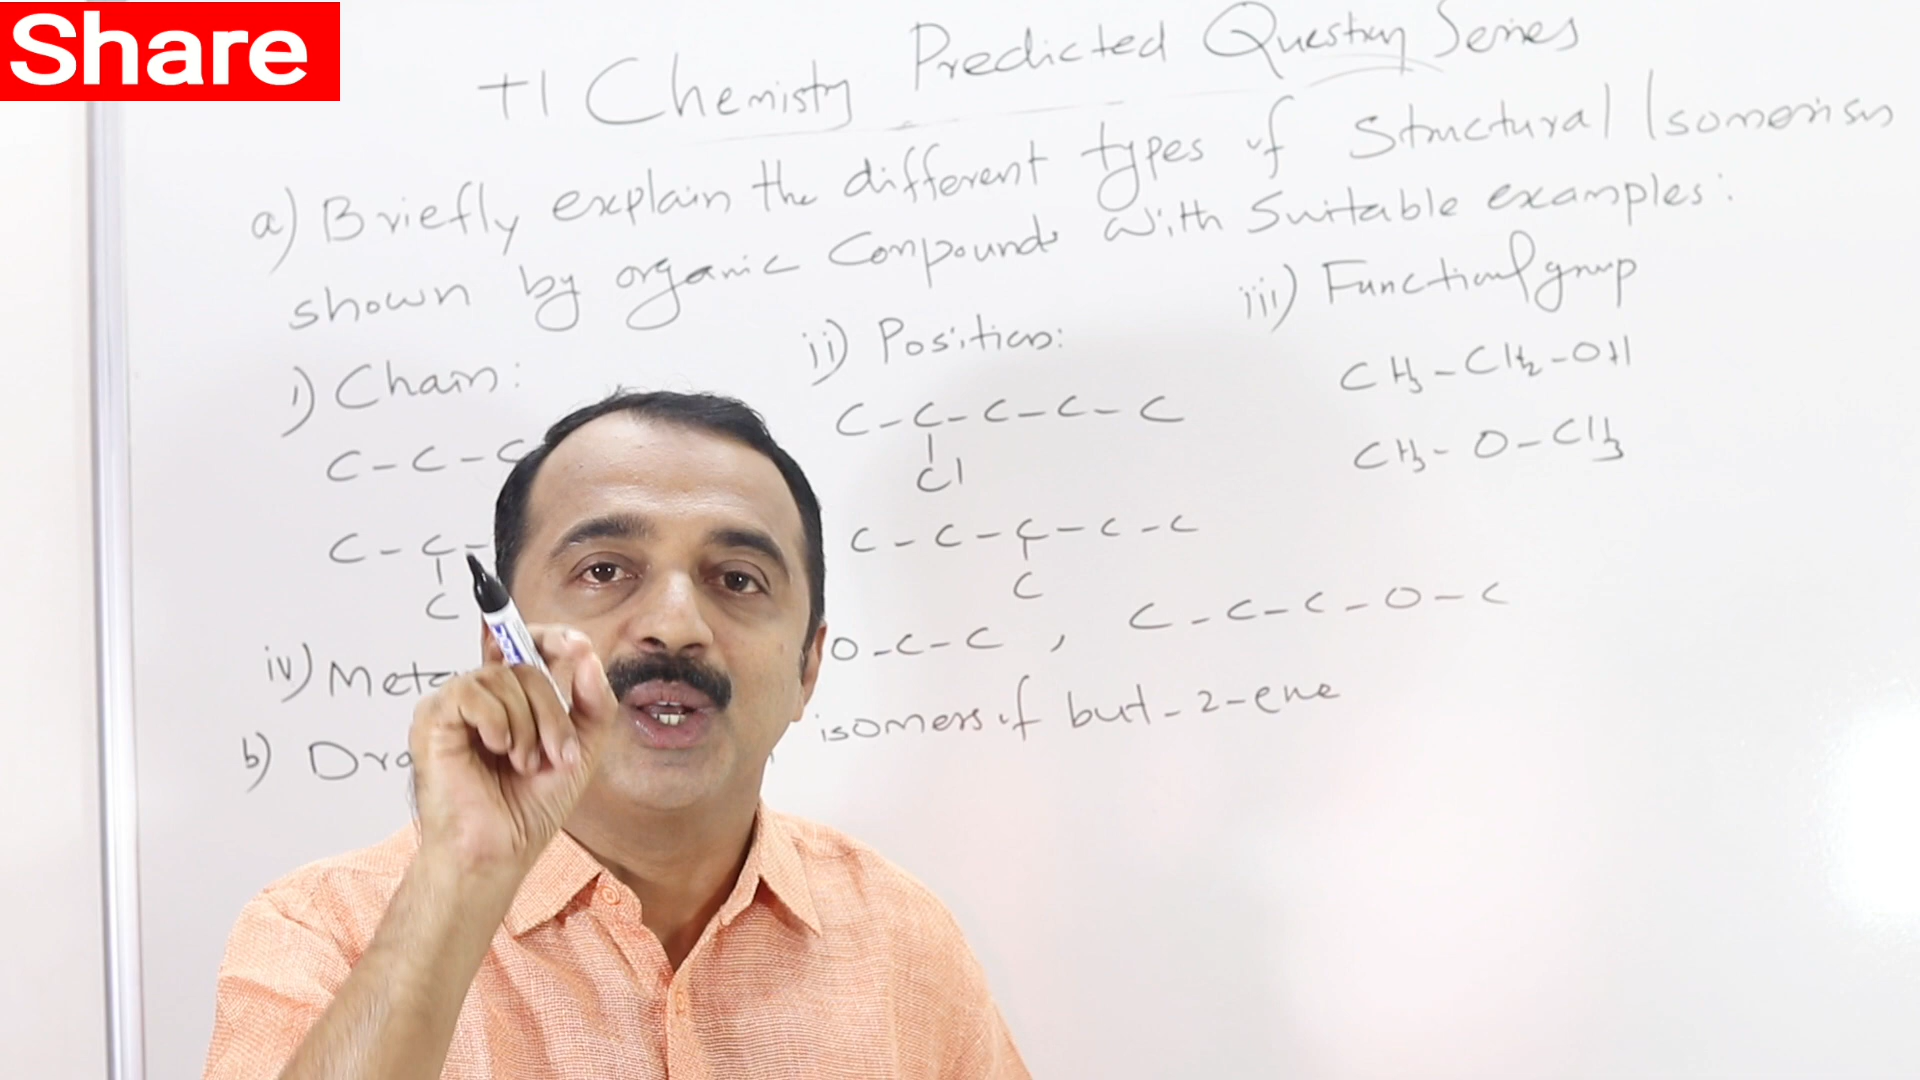 Share
+1 Chemistry Predicted Question Series
a) Briefly explain the different types of Structural Isomerism
shown by organic Compounds with Suitable examples:
i) Chain:
C-C-C
C-C-
C
ii) Position:
C-C-C-C-C
Cl
C-C-C-C-C
C
iii) Functional group
CH3-CH2-OH
CH3-O-CH3
iv) Meta
O-C-C , C-C-C-O-C
b) Dra
isomers of but-2-ene